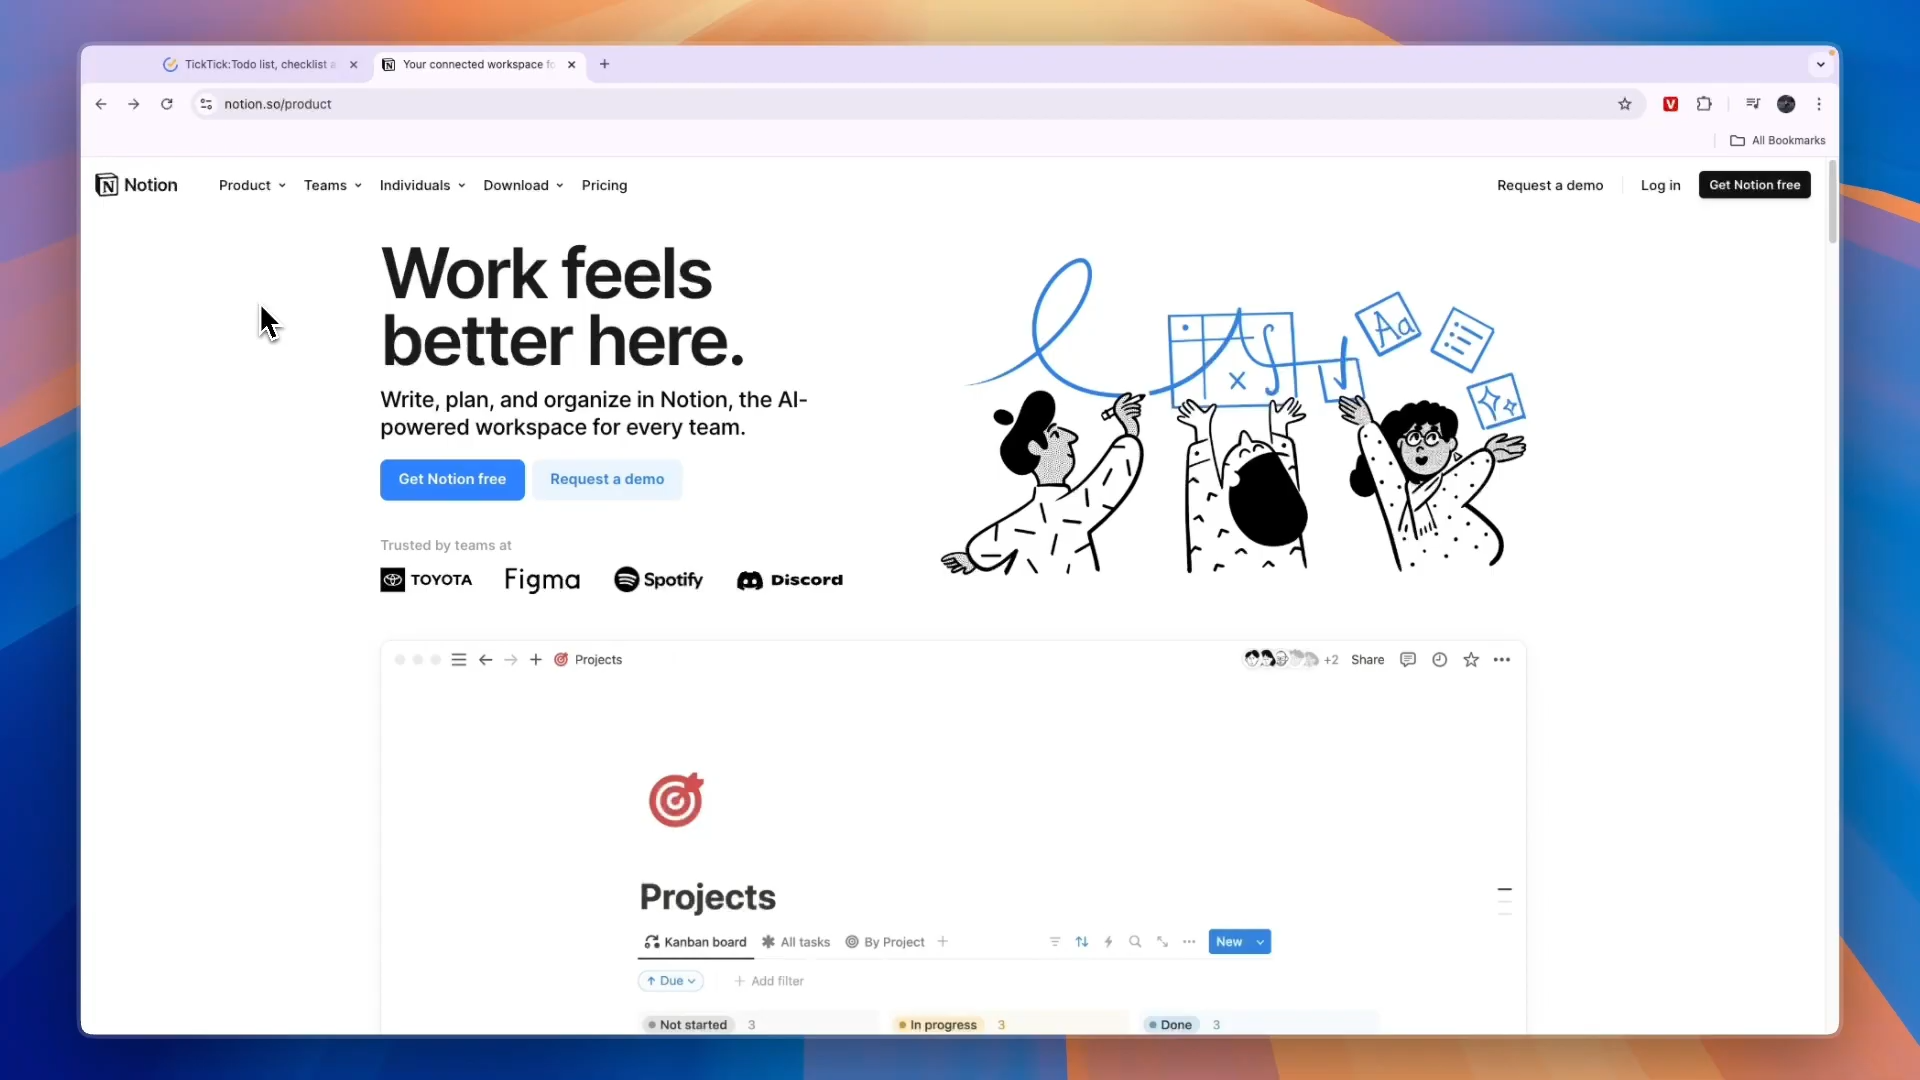 TickTick:Todo list, checklist a
Your connected workspace fo
notion.so/product
All Bookmarks
Notion
Product
Teams
Individuals
Download
Pricing
Request a demo
Log in
Get Notion free
Work feels
better here.
Write, plan, and organize in Notion, the AI-
powered workspace for every team.
Get Notion free
Request a demo
Trusted by teams at
TOYOTA
Figma
Spotify
Discord
Aa
Projects
+2
Share
Projects
Kanban board
All tasks
By Project
New
Due
Add filter
Not started 3
In progress 3
Done 3